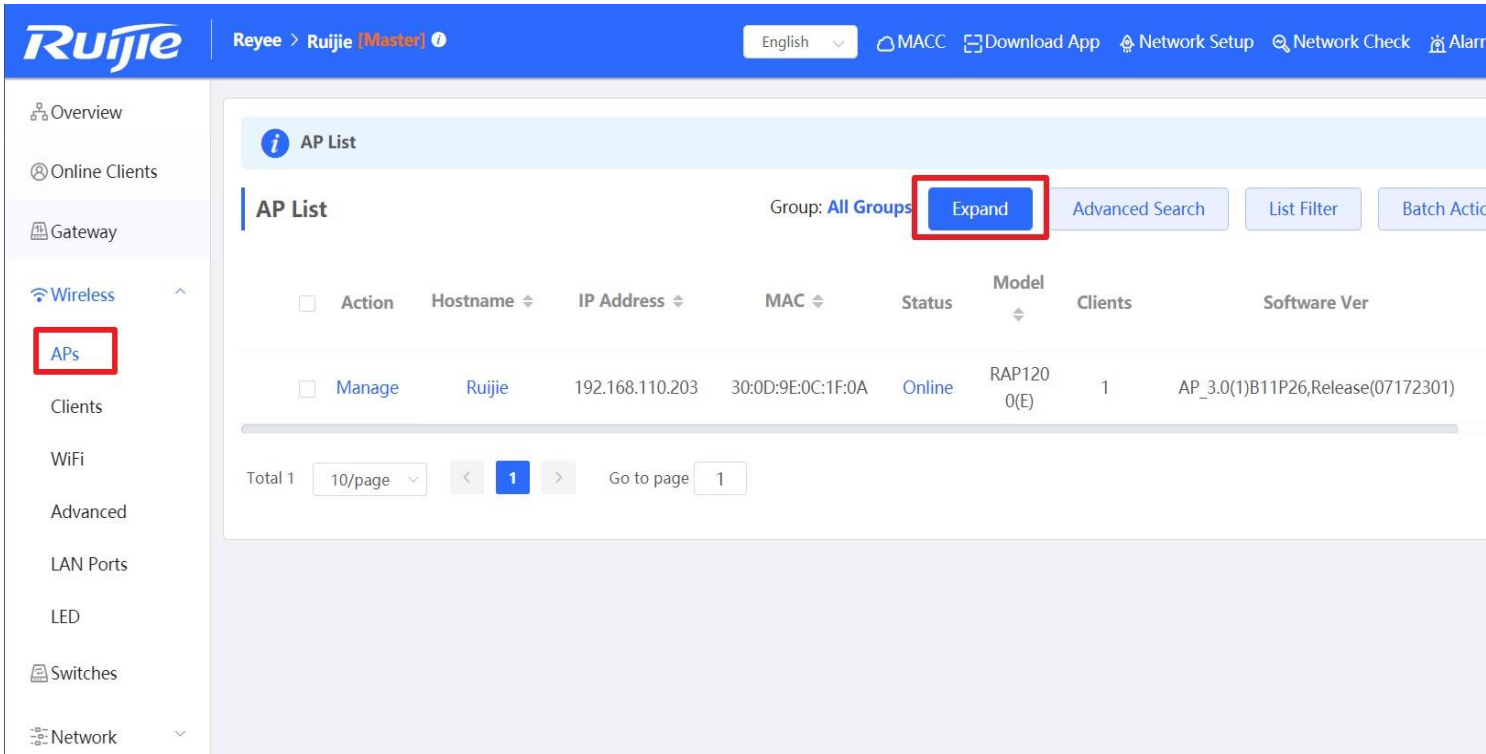 Ruijie
Reyee > Ruijie [Master] i
English
MACC
Download App
Network Setup
Network Check
Alarm
Overview
Online Clients
Gateway
Wireless
APs
Clients
WiFi
Advanced
LAN Ports
LED
Switches
Network
i AP List
AP List
Group: All Groups
Expand
Advanced Search
List Filter
Batch Actio
Action Hostname IP Address MAC Status Model Clients Software Ver
Manage Ruijie 192.168.110.203 30:0D:9E:0C:1F:0A Online RAP120 1 AP_3.0(1)B11P26,Release(07172301)
0(E)
Total 1 10/page < 1 > Go to page 1